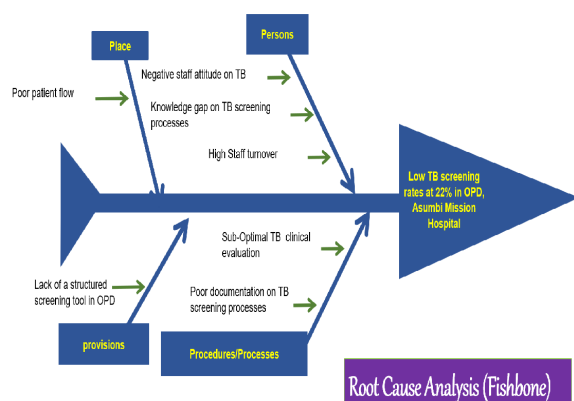 Place
Persons
Poor patient flow
Negative staff attitude on TB
Knowledge gap on TB screening
processes
High Staff turnover
Low TB screening
rates at 22% in OPD,
Asumbi Mission
Hospital
Sub-Optimal TB clinical
evaluation
Lack of a structured
screening tool in OPD
Poor documentation on TB
screening processes
provisions
Procedures/Processes
Root Cause Analysis (Fishbone)